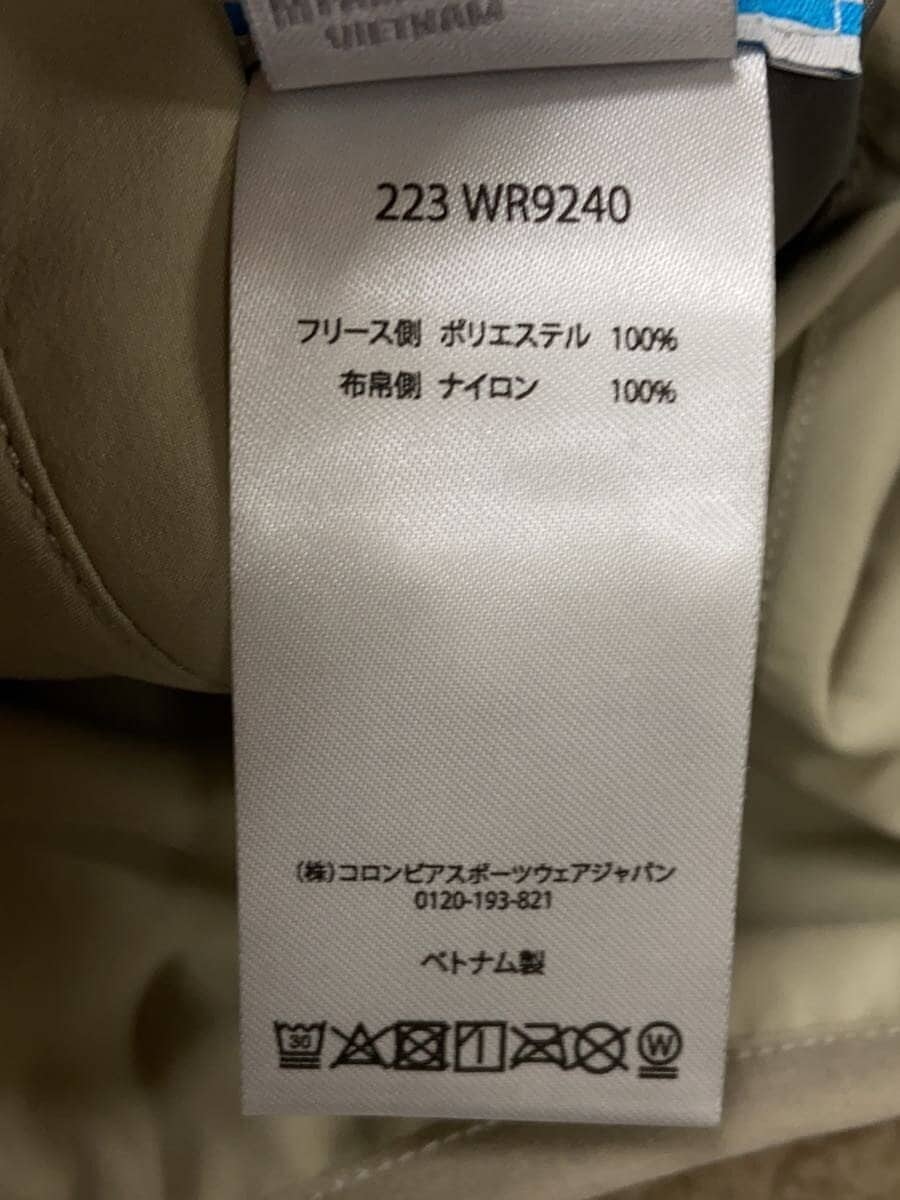 VIETNAM
223 WR9240
フリース側 ポリエステル 100%
布帛側 ナイロン 100%
(株)コロンビアスポーツウェアジャパン
0120-193-821
ベトナム製
30
W